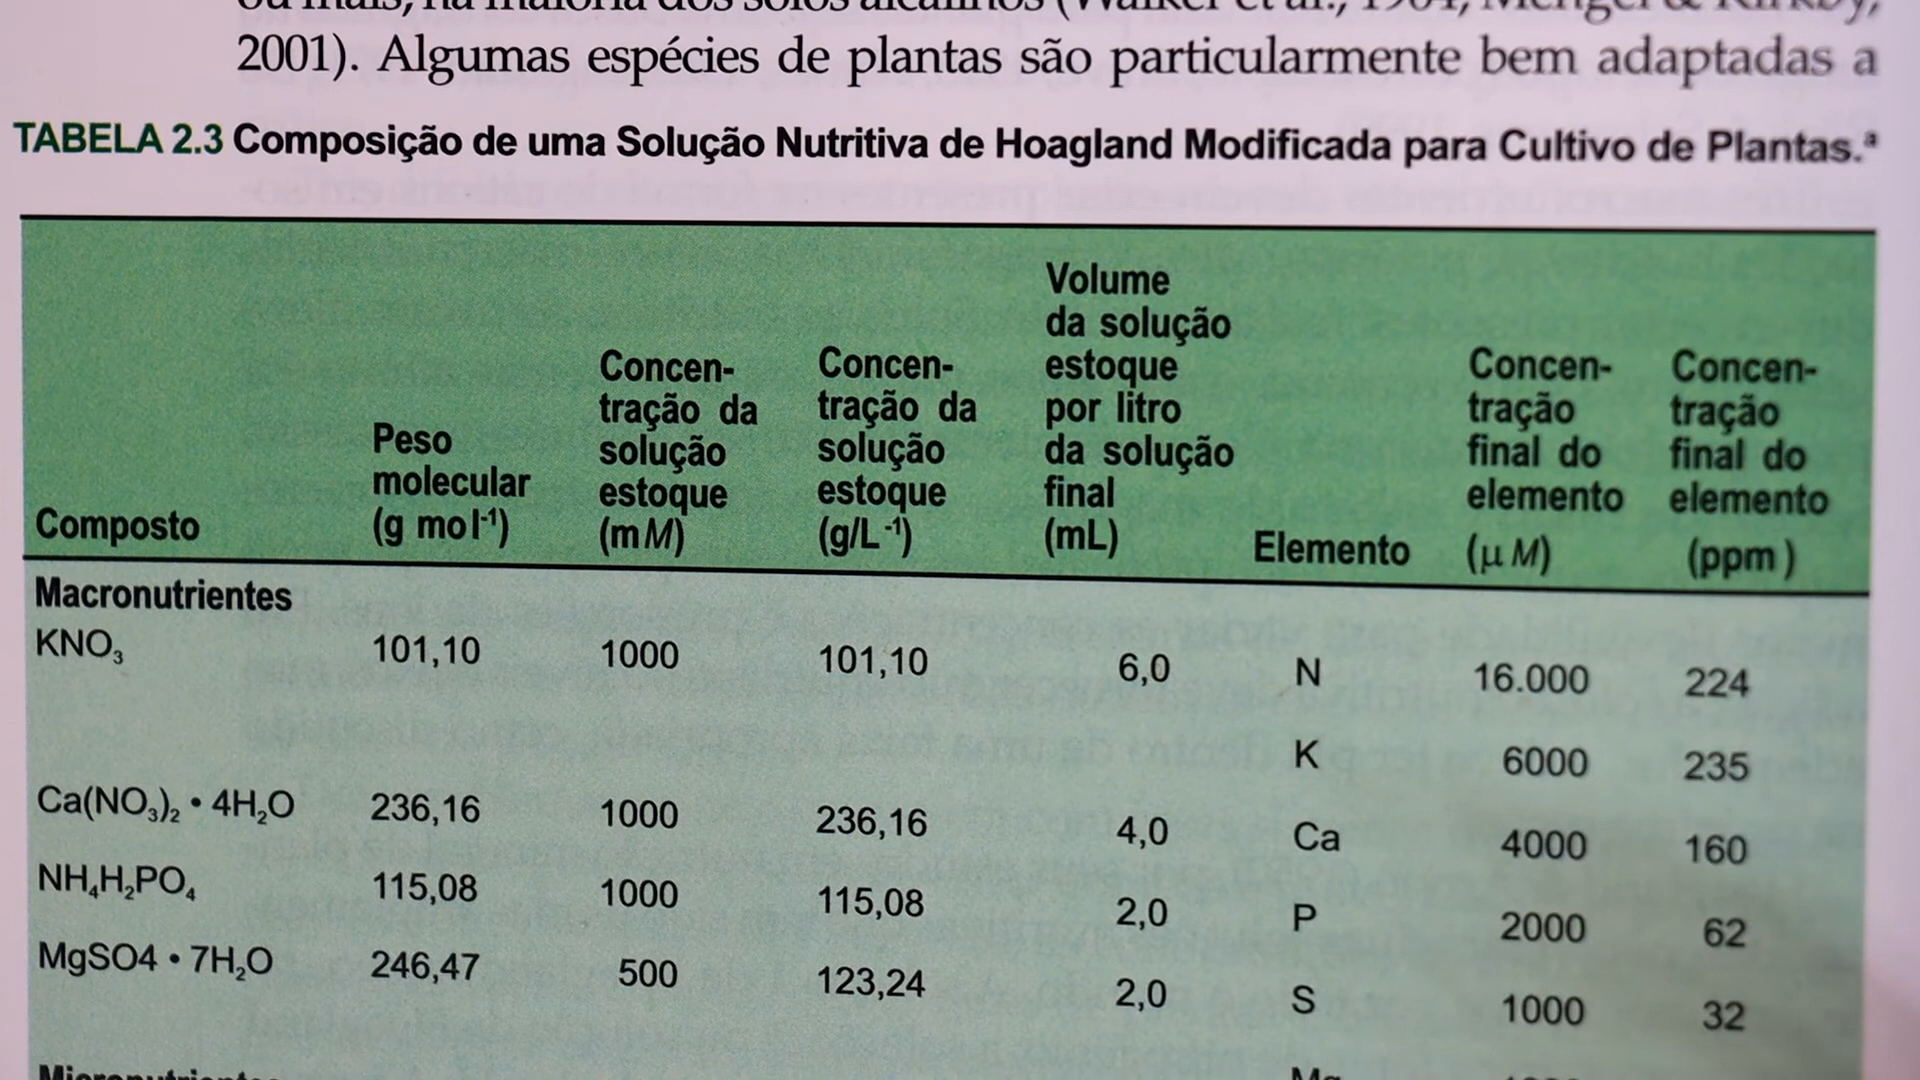 2001). Algumas espécies de plantas são particularmente bem adaptadas a
TABELA 2.3 Composição de uma Solução Nutritiva de Hoagland Modificada para Cultivo de Plantas.ª
Composto
Peso
molecular
(g mol⁻¹)
Concen-
tração da
solução
estoque
(mM)
Concen-
tração da
solução
estoque
(g/L⁻¹)
Volume
da solução
estoque
por litro
da solução
final
(mL)
Elemento
Concen-
tração
final do
elemento
(μM)
Concen-
tração
final do
elemento
(ppm)
Macronutrientes
KNO₃ 101,10 1000 101,10 6,0 N 16.000 224
K 6000 235
Ca(NO₃)₂ • 4H₂O 236,16 1000 236,16 4,0 Ca 4000 160
NH₄H₂PO₄ 115,08 1000 115,08 2,0 P 2000 62
MgSO4 • 7H₂O 246,47 500 123,24 2,0 S 1000 32